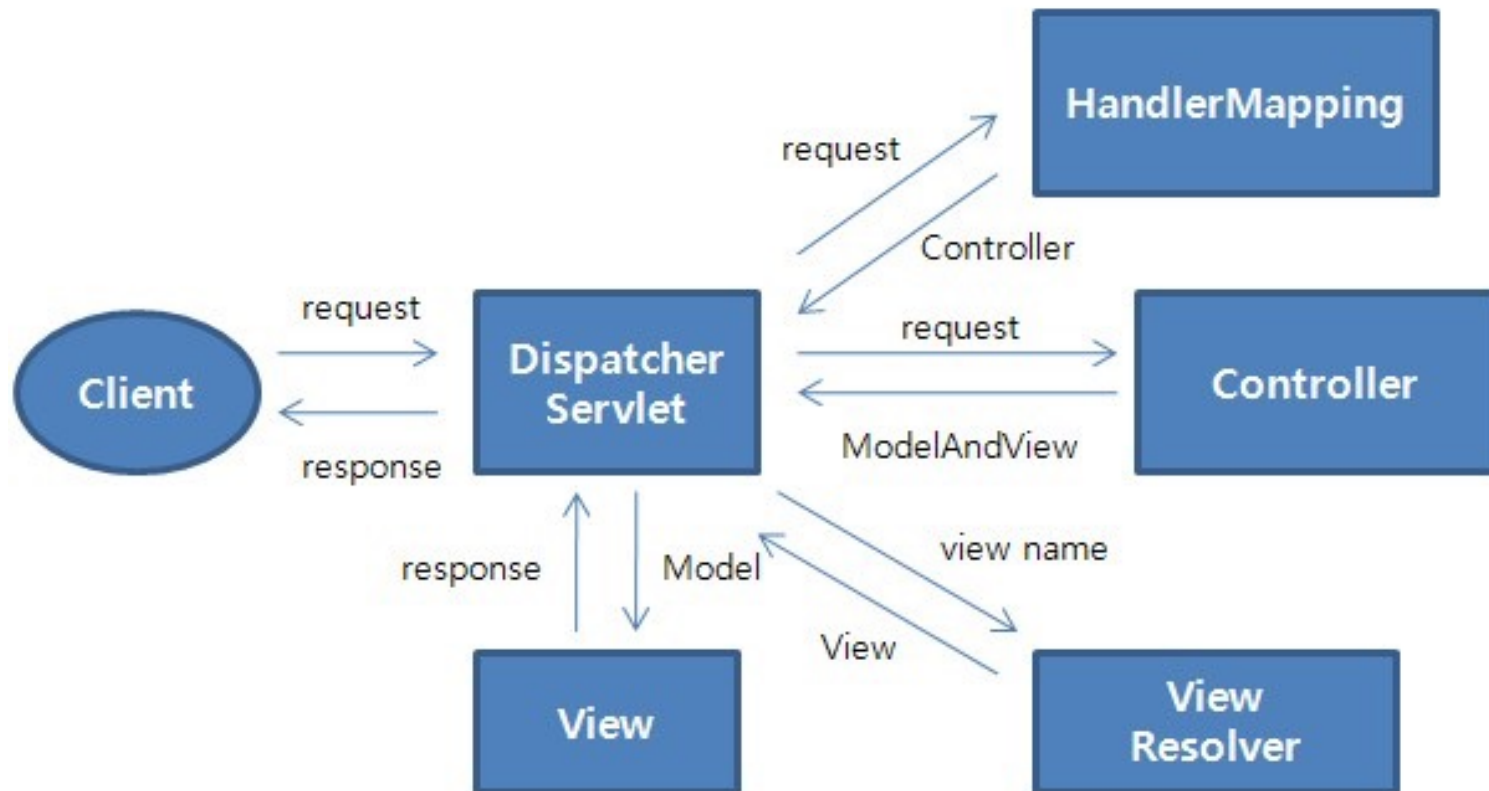 HandlerMapping
request
Controller
request
request
Client
Dispatcher
Servlet
Controller
response
ModelAndView
response
Model
view name
View
View
View
Resolver